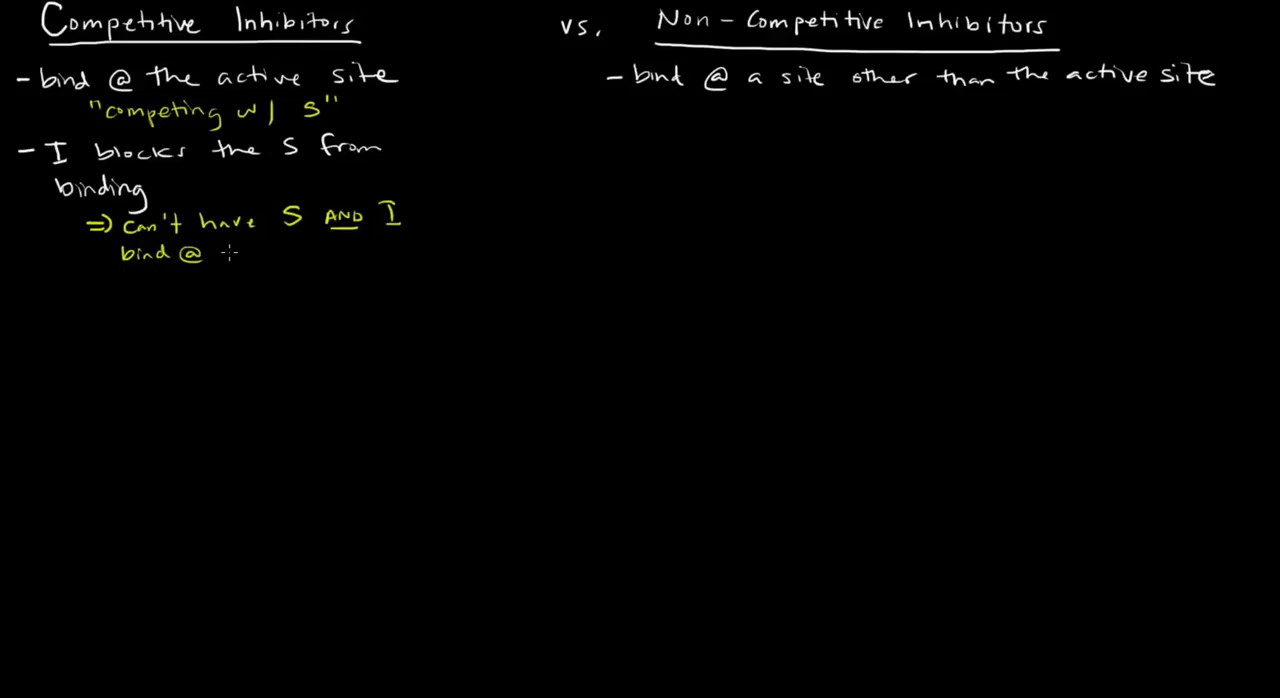 Competitive Inhibitors
- bind @ the active site
"competing w/ S"
- I blocks the S from
binding
=> can't have S AND I
bind @
vs.
Non-Competitive Inhibitors
- bind @ a site other than the active site